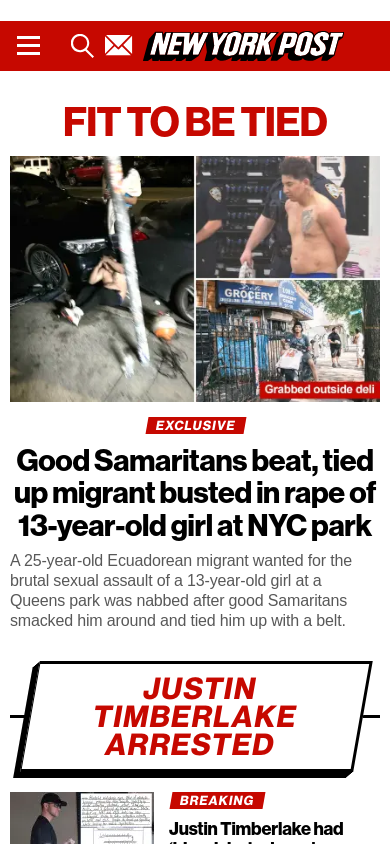 NEW YORK POST
FIT TO BE TIED
Deli
GROCERY
Grabbed outside deli
EXCLUSIVE
Good Samaritans beat, tied
up migrant busted in rape of
13-year-old girl at NYC park
A 25-year-old Ecuadorean migrant wanted for the
brutal sexual assault of a 13-year-old girl at a
Queens park was nabbed after good Samaritans
smacked him around and tied him up with a belt.
JUSTIN
TIMBERLAKE
ARRESTED
BREAKING
Justin Timberlake had